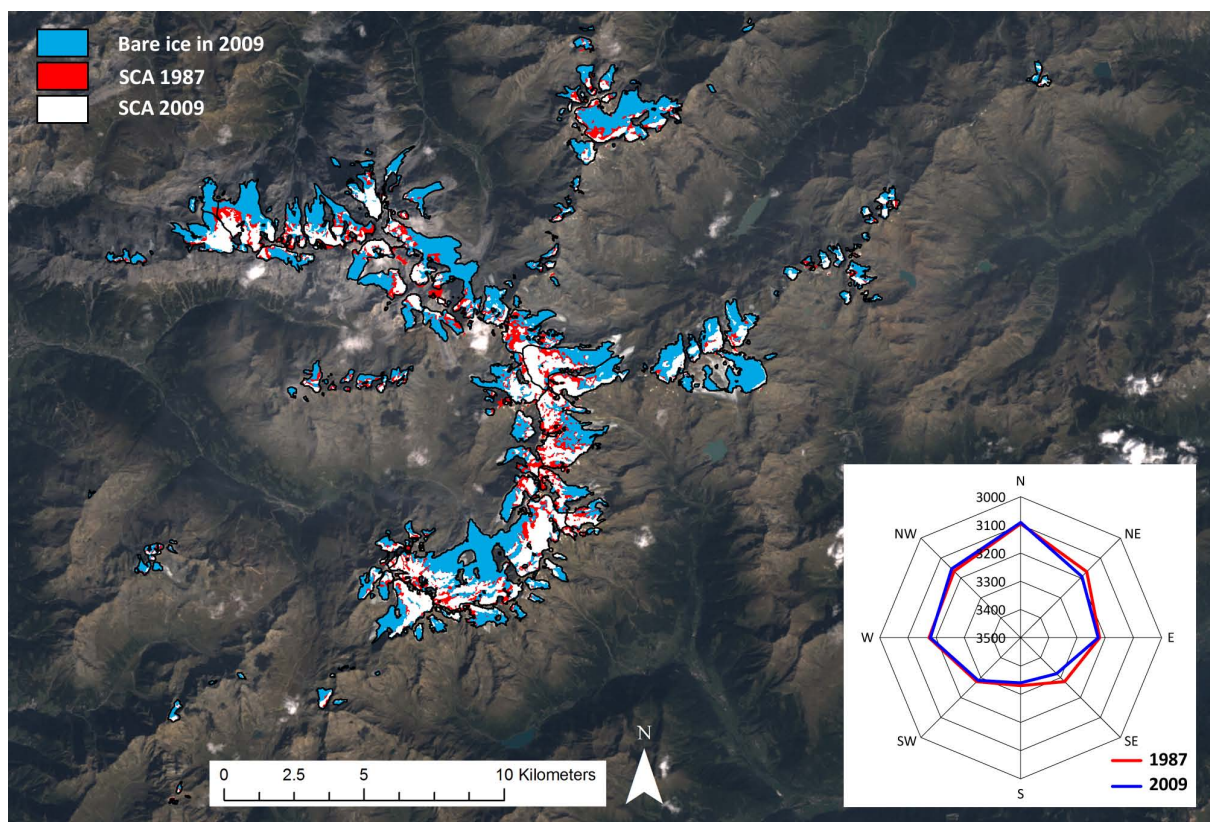 Bare ice in 2009
SCA 1987
SCA 2009
N
0 2.5 5 10 Kilometers
N
3000
NW NE
3100
3200
3300
3400
W 3500 E
SW SE
S
1987
2009